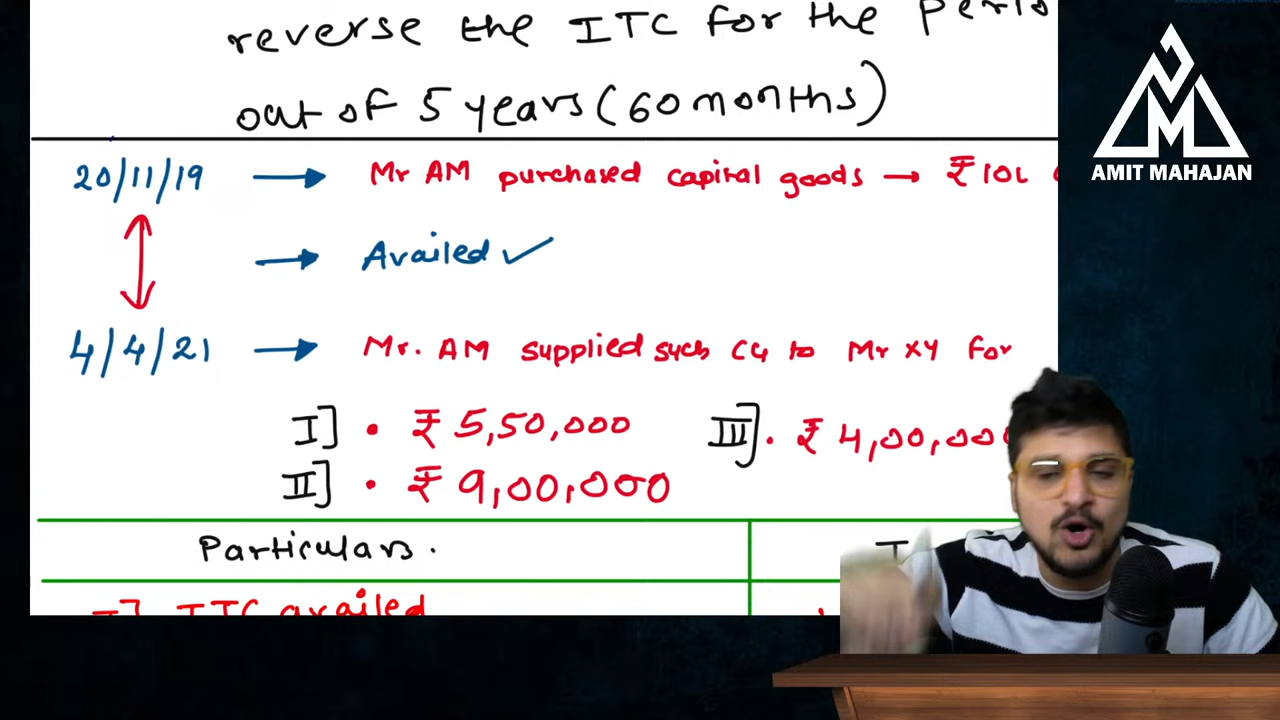 reverse the ITC for the
out of 5 years (60 months)
20/11/19 → Mr AM purchased capital goods → ₹10L
→ Availed ✓
4/4/21 → Mr. AM supplied such CG to Mr XY for
I] • ₹ 5,50,000
III] • ₹ 4,00,000
II] • ₹ 9,00,000
Particulars.
I] ITC availed
AMIT MAHAJAN